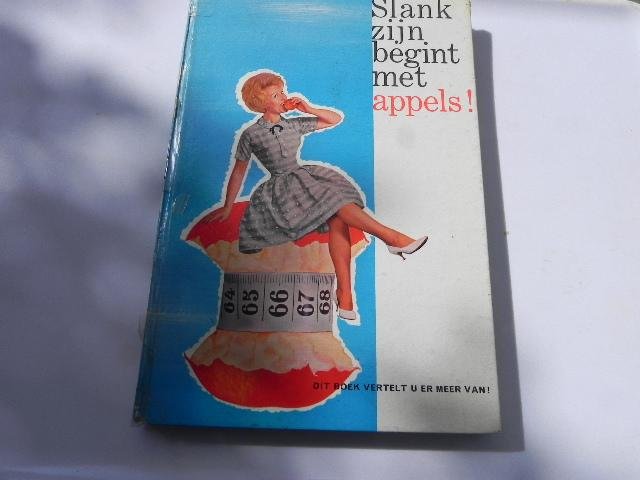 Slank
zijn
begint
met
appels!
64 65 66 67 68
DIT BOEK VERTELT U ER MEER VAN!